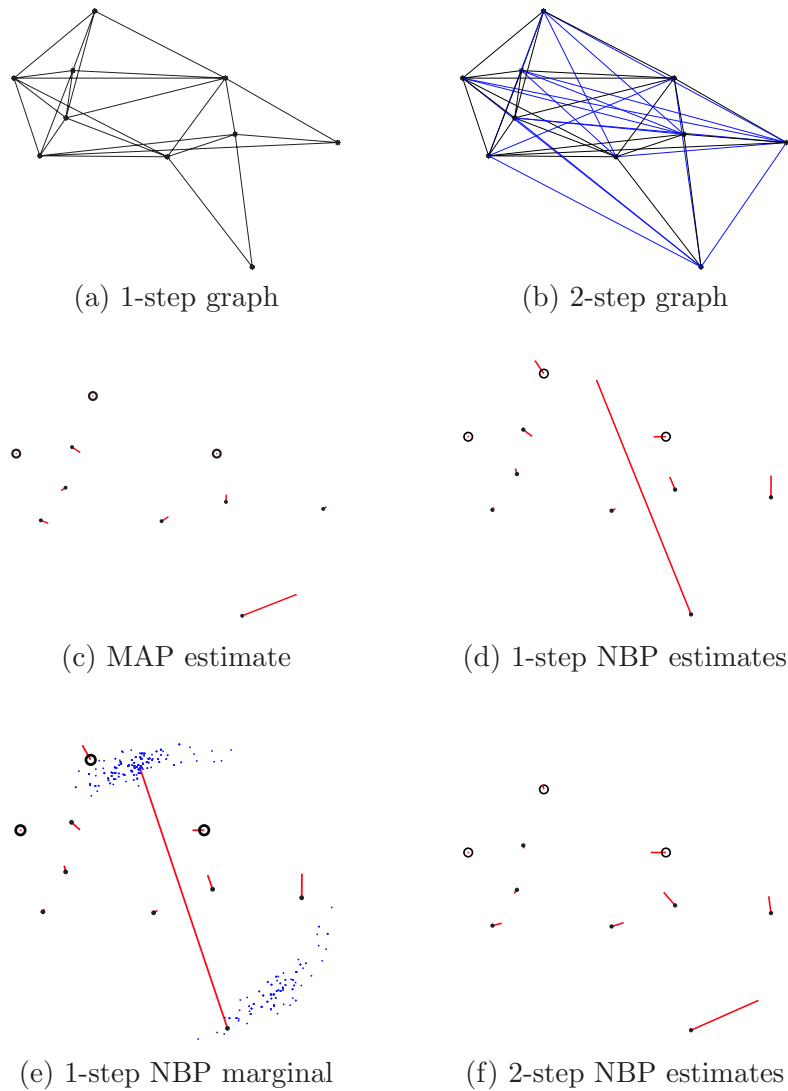 (a) 1-step graph
(b) 2-step graph
(c) MAP estimate
(d) 1-step NBP estimates
(e) 1-step NBP marginal
(f) 2-step NBP estimates